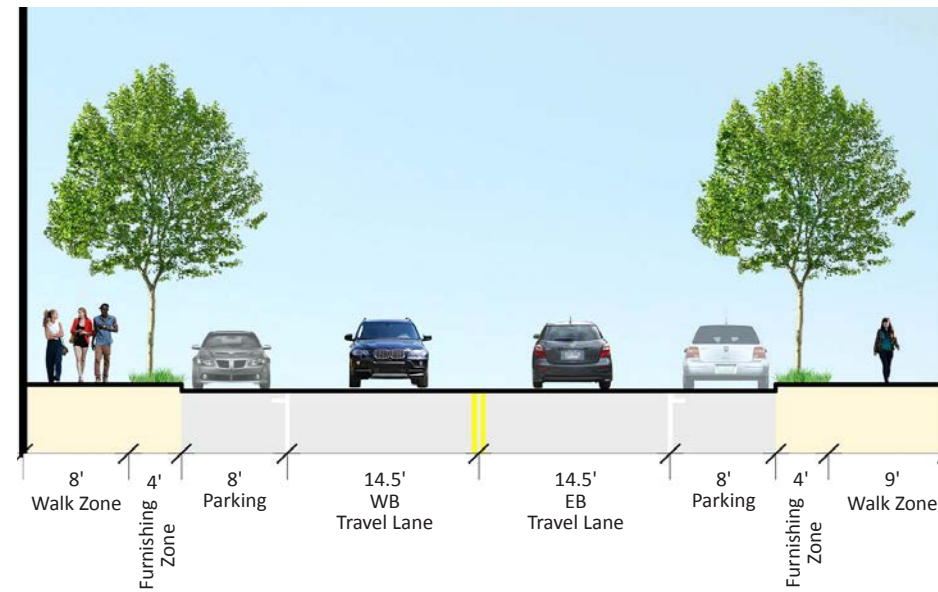 8'
Walk Zone
4'
Furnishing
Zone
8'
Parking
14.5'
WB
Travel Lane
14.5'
EB
Travel Lane
8'
Parking
4'
Furnishing
Zone
9'
Walk Zone